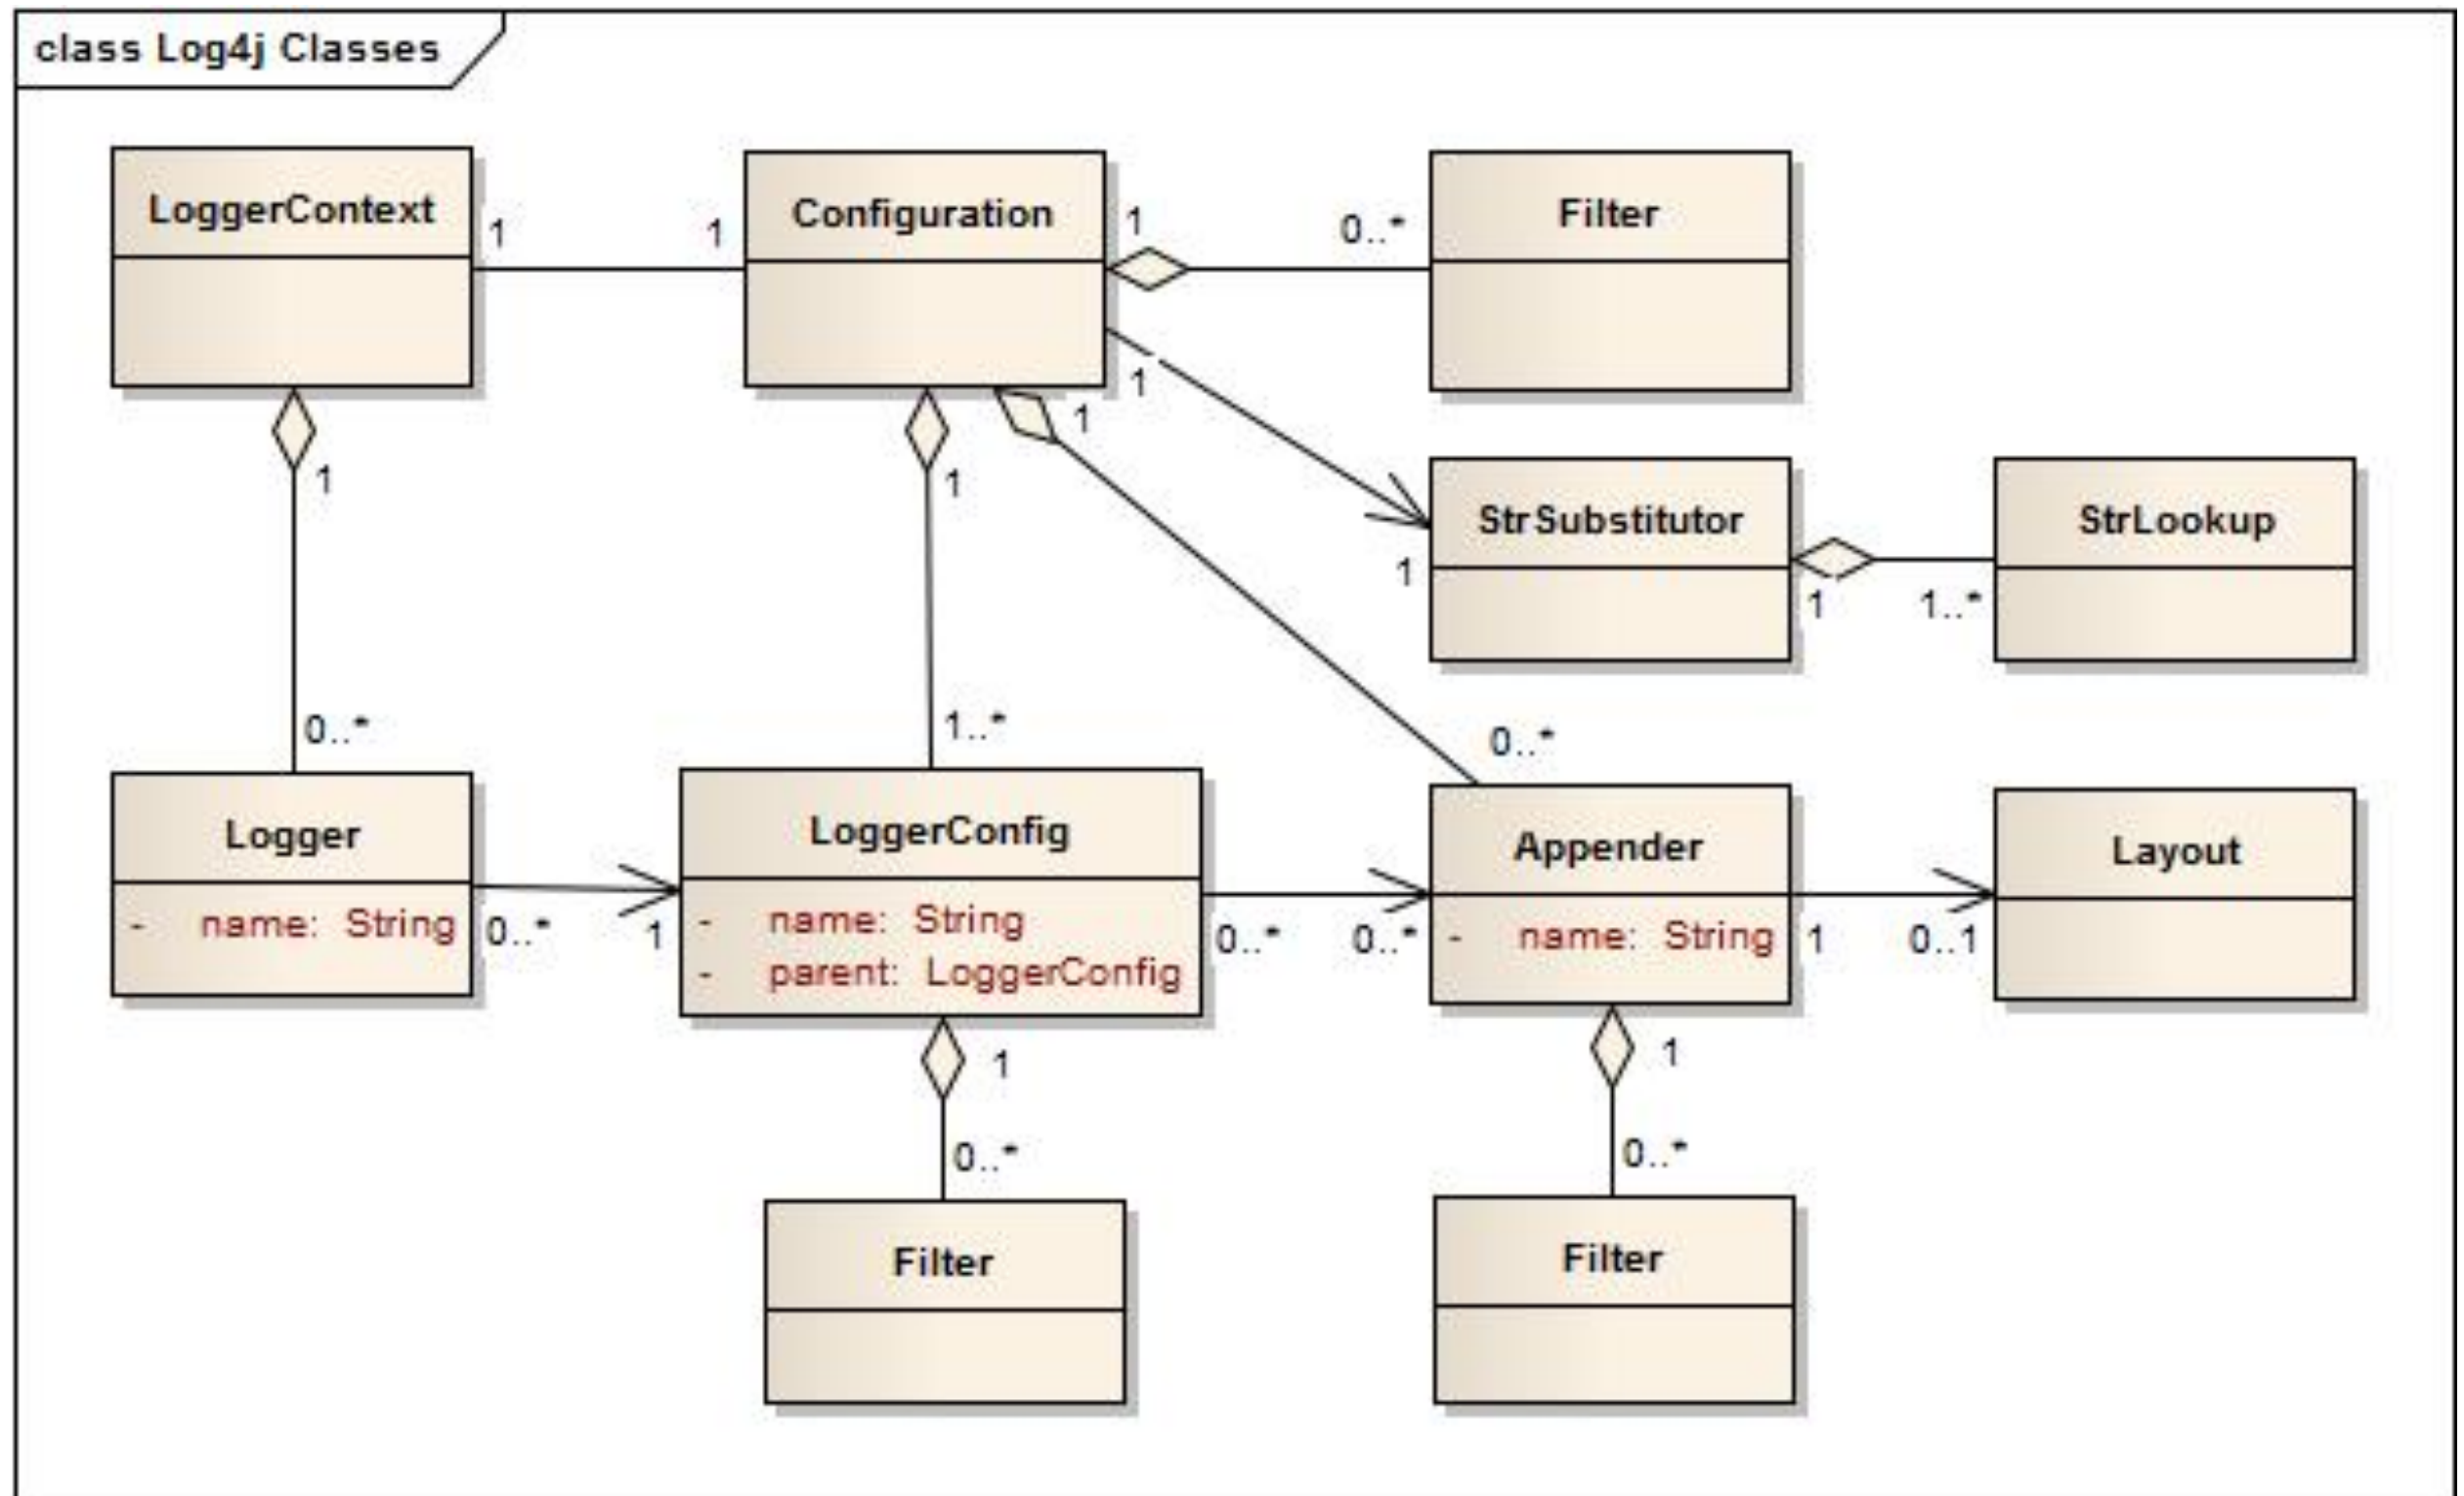 class Log4j Classes
LoggerContext
1
1
Configuration
1
0..*
Filter
1
1
1
1
StrSubstitutor
1
1..*
StrLookup
1
0..*
1..*
0..*
Logger
- name: String
0..*
1
LoggerConfig
- name: String
- parent: LoggerConfig
0..*
0..*
Appender
- name: String
1
0..1
Layout
1
0..*
Filter
1
0..*
Filter